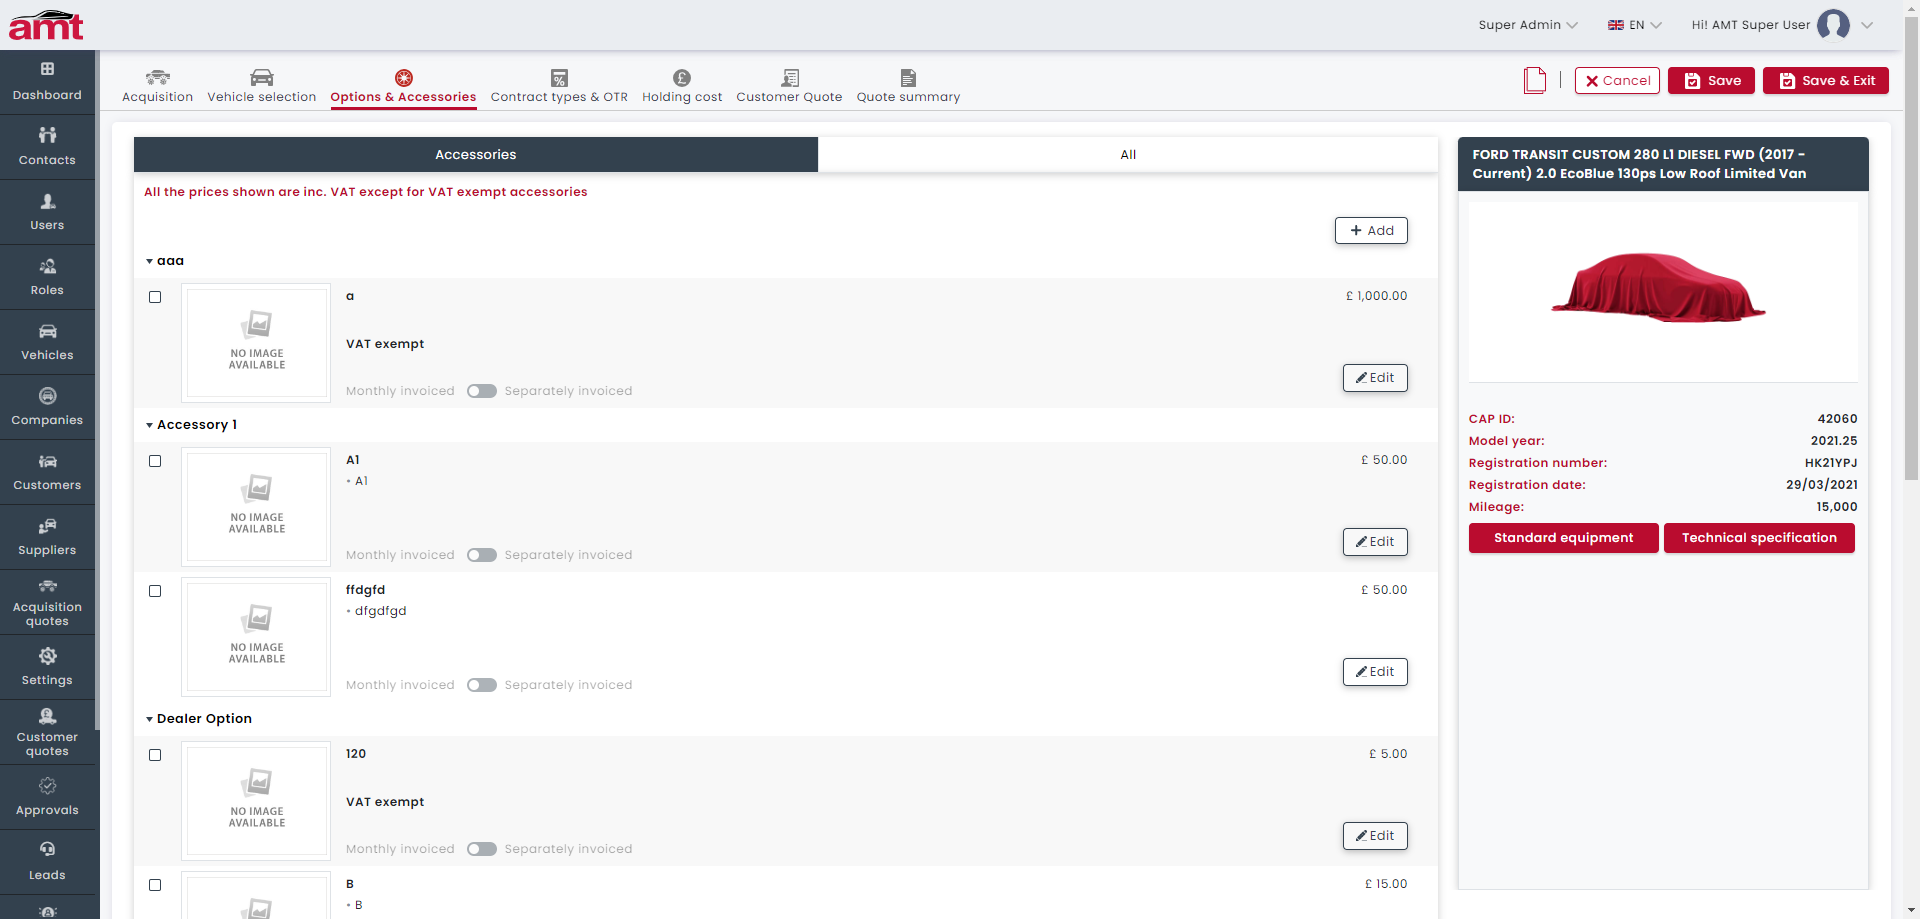 amt
Super Admin
EN
Hi! AMT Super User
Dashboard
Contacts
Users
Roles
Vehicles
Companies
Customers
Suppliers
Acquisition
quotes
Settings
Customer
quotes
Approvals
Leads
Acquisition
Vehicle selection
Options & Accessories
Contract types & OTR
Holding cost
Customer Quote
Quote summary
Cancel
Save
Save & Exit
Accessories
All
All the prices shown are inc. VAT except for VAT exempt accessories
+ Add
aaa
NO IMAGE
AVAILABLE
a
£ 1,000.00
VAT exempt
Monthly invoiced
Separately invoiced
Edit
Accessory 1
NO IMAGE
AVAILABLE
A1
£ 50.00
• A1
Monthly invoiced
Separately invoiced
Edit
NO IMAGE
AVAILABLE
ffdgfd
£ 50.00
• dfgdfgd
Monthly invoiced
Separately invoiced
Edit
Dealer Option
NO IMAGE
AVAILABLE
120
£ 5.00
VAT exempt
Monthly invoiced
Separately invoiced
Edit
B
£ 15.00
• B
FORD TRANSIT CUSTOM 280 L1 DIESEL FWD (2017 -
Current) 2.0 EcoBlue 130ps Low Roof Limited Van
CAP ID: 42060
Model year: 2021.25
Registration number: HK21YPJ
Registration date: 29/03/2021
Mileage: 15,000
Standard equipment
Technical specification